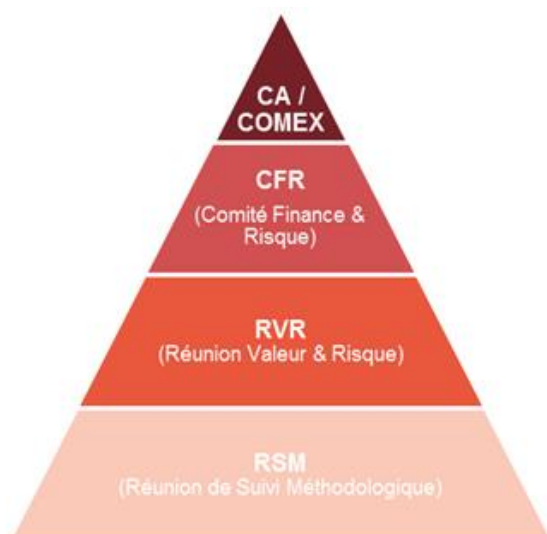 CA /
COMEX
CFR
(Comité Finance &
Risque)
RVR
(Réunion Valeur & Risque)
RSM
(Réunion de Suivi Méthodologique)